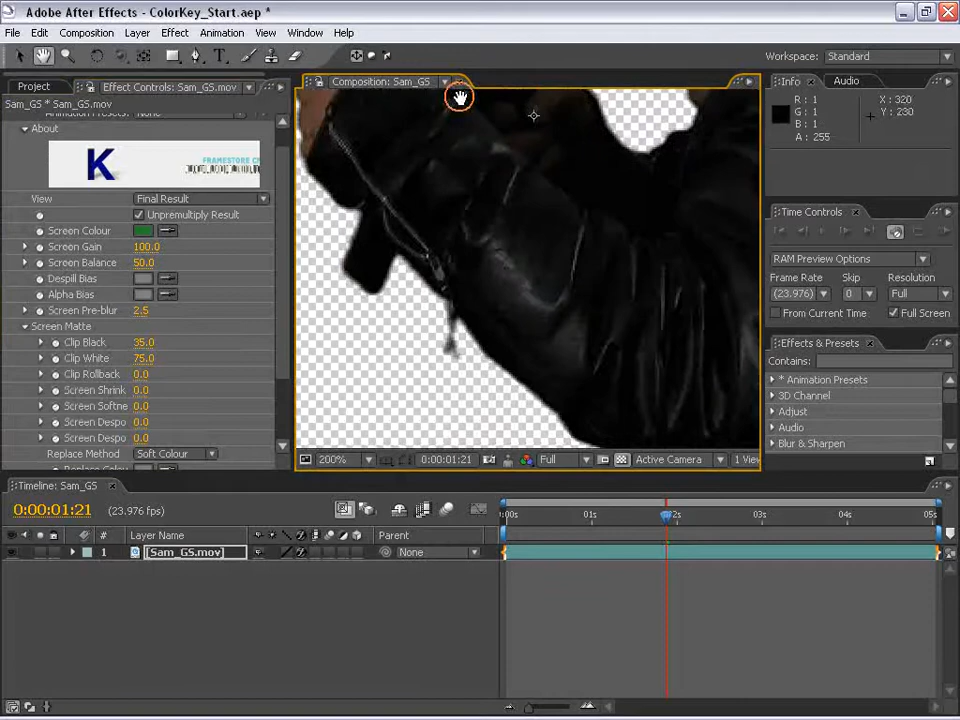 Adobe After Effects - ColorKey_Start.aep *
File Edit Composition Layer Effect Animation View Window Help
Workspace: Standard
Project Effect Controls: Sam_GS.mov
Composition: Sam_GS
Info Audio
Sam_GS * Sam_GS.mov
R: 1
G: 1
B: 1
A: 255
X: 320
Y: 230
About
K
View Final Result
Unpremultiply Result
Screen Colour
Screen Gain 100.0
Screen Balance 50.0
Despill Bias
Alpha Bias
Screen Pre-blur 2.5
Screen Matte
Clip Black 35.0
Clip White 75.0
Clip Rollback 0.0
Screen Shrink 0.0
Screen Softne 0.0
Screen Despo 0.0
Screen Despo 0.0
Replace Method Soft Colour
Time Controls
RAM Preview Options
Frame Rate Skip Resolution
(23.976) 0 Full
From Current Time Full Screen
Effects & Presets
Contains:
* Animation Presets
3D Channel
Adjust
Audio
Blur & Sharpen
200% 0:00:01:21 Full Active Camera 1 Vie
Timeline: Sam_GS
0:00:01:21 (23.976 fps)
:00s 01s 2s 03s 04s 05s
# Layer Name Parent
1 [Sam_GS.mov] None